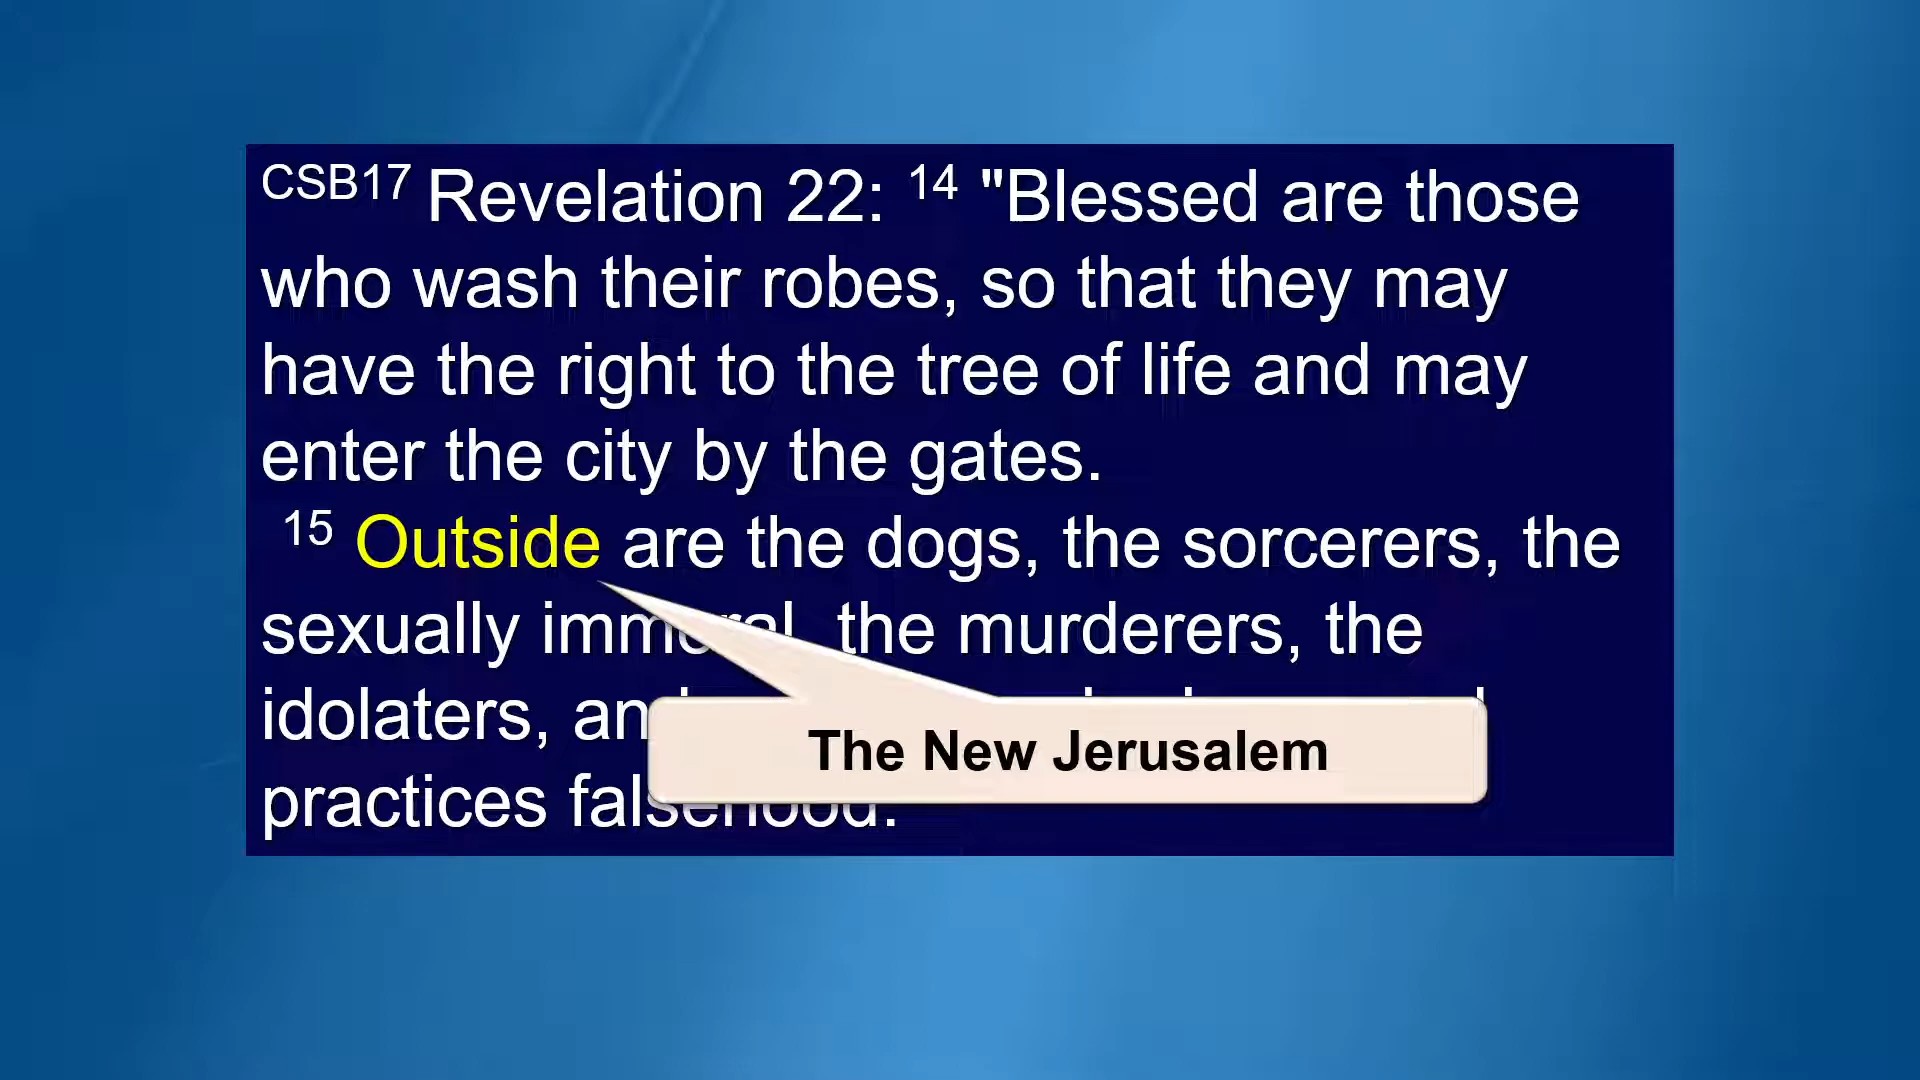 CSB17 Revelation 22: 14 "Blessed are those
who wash their robes, so that they may
have the right to the tree of life and may
enter the city by the gates.
15 Outside are the dogs, the sorcerers, the
sexually immoral, the murderers, the
idolaters, an
practices falsehood.
The New Jerusalem